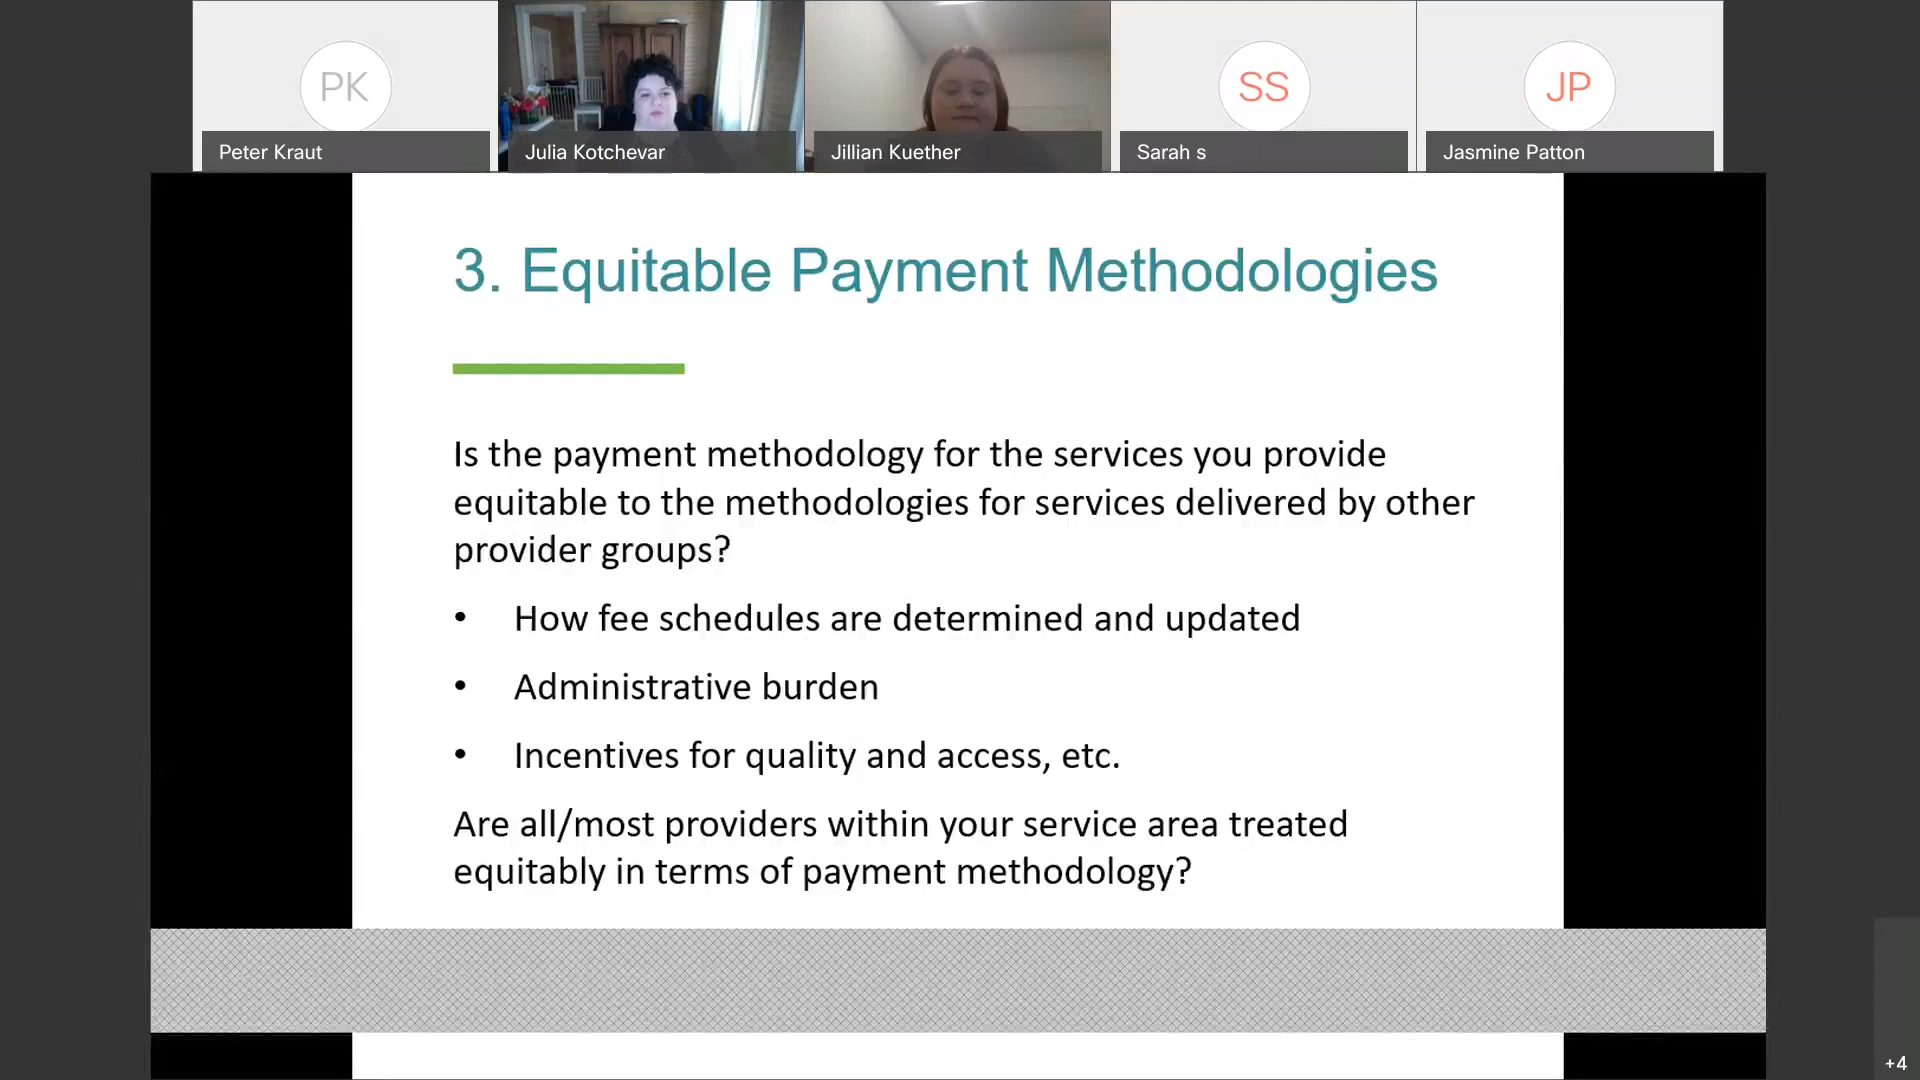 PK
SS
JP
Peter Kraut
Julia Kotchevar
Jillian Kuether
Sarah s
Jasmine Patton
3. Equitable Payment Methodologies
Is the payment methodology for the services you provide
equitable to the methodologies for services delivered by other
provider groups?
• How fee schedules are determined and updated
• Administrative burden
• Incentives for quality and access, etc.
Are all/most providers within your service area treated
equitably in terms of payment methodology?
+4